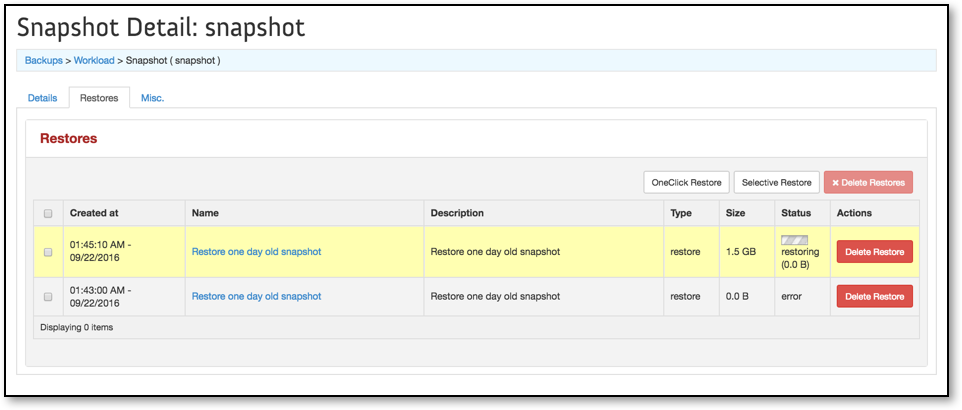 Snapshot Detail: snapshot
Backups > Workload > Snapshot ( snapshot )
Details Restores Misc.
Restores
OneClick Restore Selective Restore ✖ Delete Restores
Created at Name Description Type Size Status Actions
01:45:10 AM -
09/22/2016
Restore one day old snapshot Restore one day old snapshot restore 1.5 GB
restoring
(0.0 B)
Delete Restore
01:43:00 AM -
09/22/2016
Restore one day old snapshot Restore one day old snapshot restore 0.0 B error Delete Restore
Displaying 0 items